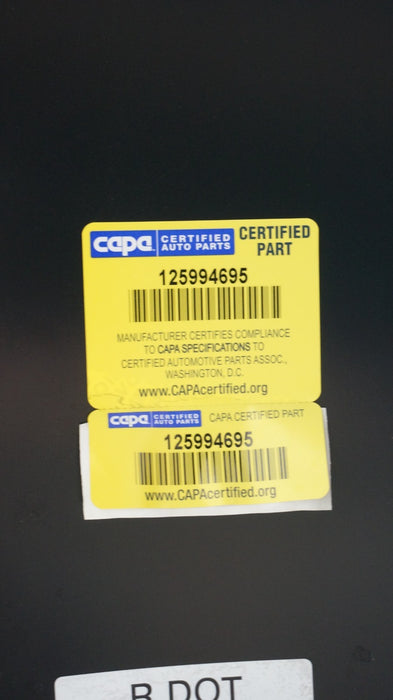 capa CERTIFIED AUTO PARTS CERTIFIED PART
125994695
MANUFACTURER CERTIFIES COMPLIANCE
TO CAPA SPECIFICATIONS TO
CERTIFIED AUTOMOTIVE PARTS ASSOC.,
WASHINGTON, D.C.
www.CAPAcertified.org
capa CERTIFIED AUTO PARTS CAPA CERTIFIED PART
125994695
www.CAPAcertified.org
R DOT